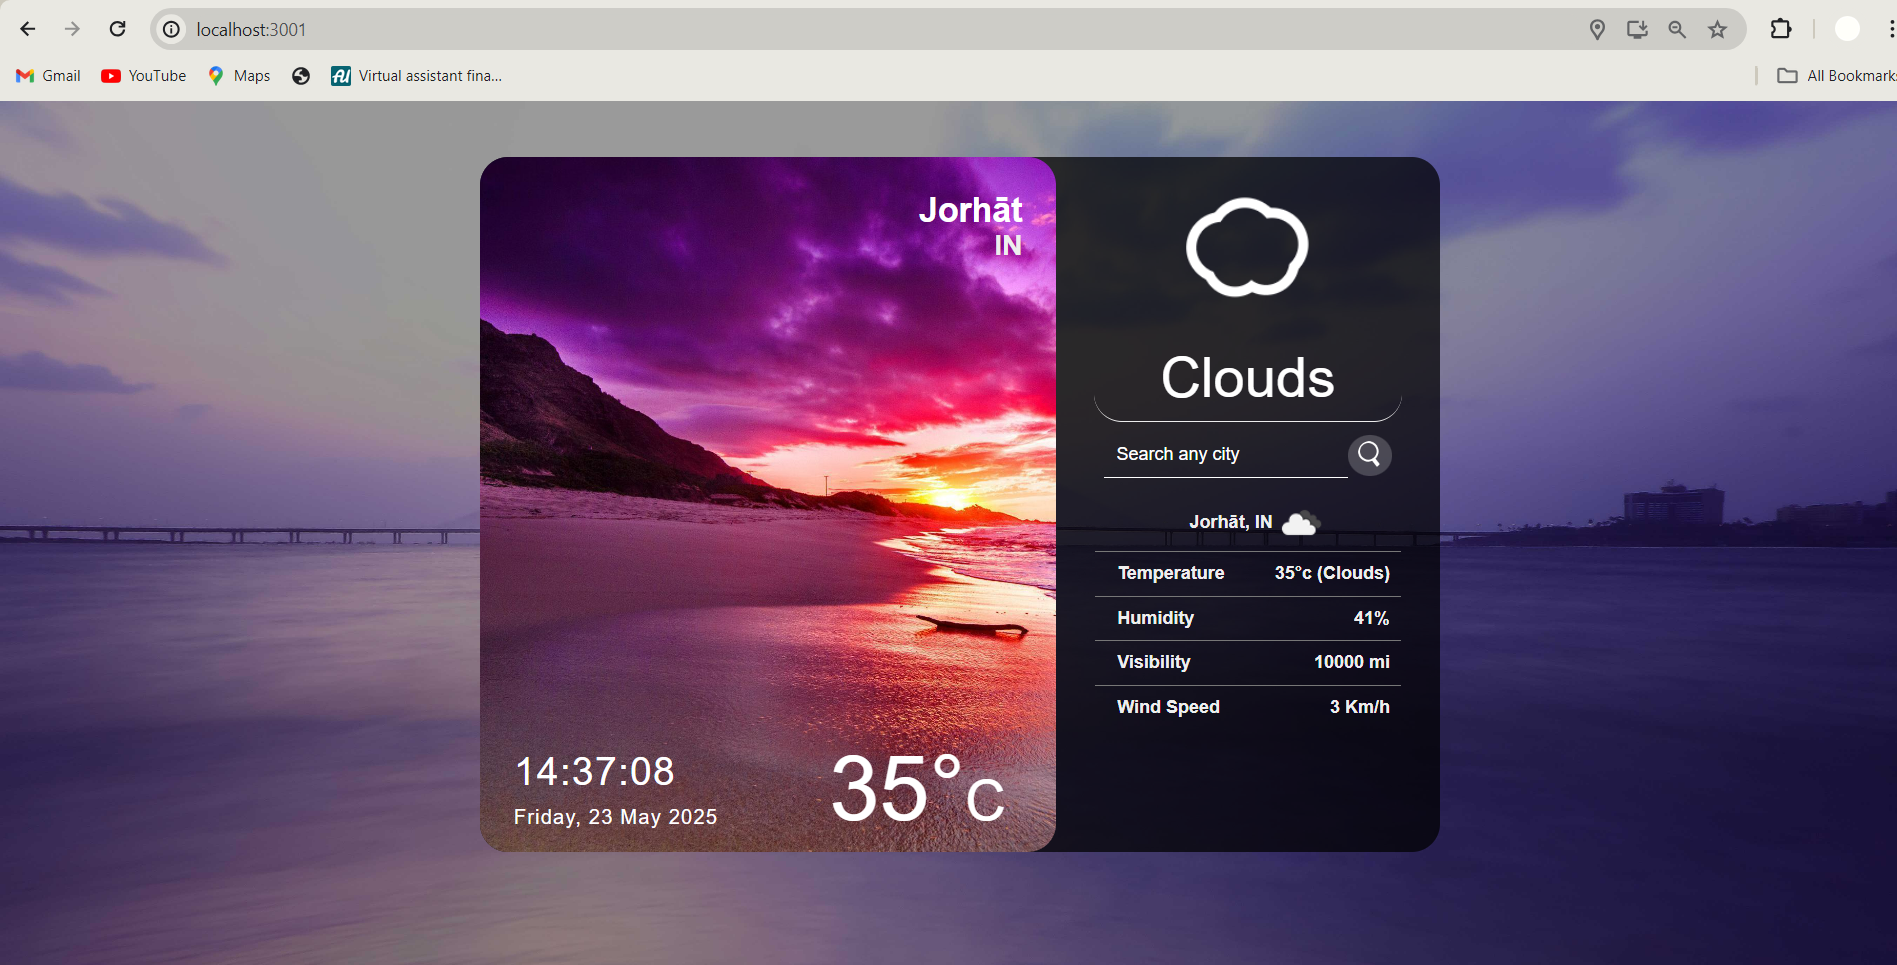 localhost:3001
Gmail
YouTube
Maps
Virtual assistant fina...
All Bookmarks
Jorhāt
IN
14:37:08
Friday, 23 May 2025
35°C
Clouds
Search any city
Jorhāt, IN
Temperature 35°c (Clouds)
Humidity 41%
Visibility 10000 mi
Wind Speed 3 Km/h